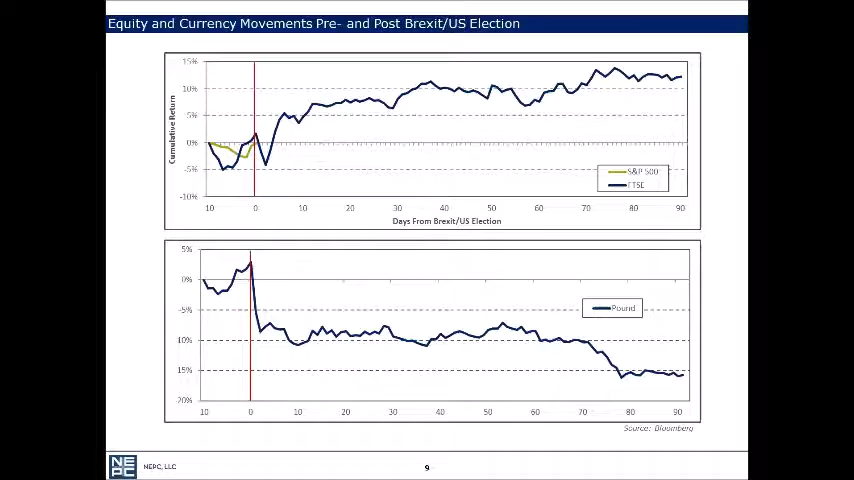 Equity and Currency Movements Pre- and Post Brexit/US Election
15%
10%
5%
0%
-5%
-10%
Cumulative Return
S&P 500
FTSE
10 0 10 20 30 40 50 60 70 80 90
Days From Brexit/US Election
5%
0%
-5%
10%
15%
20%
Pound
10 0 10 20 30 40 50 60 70 80 90
Source: Bloomberg
NE
PC
NEPC, LLC
9